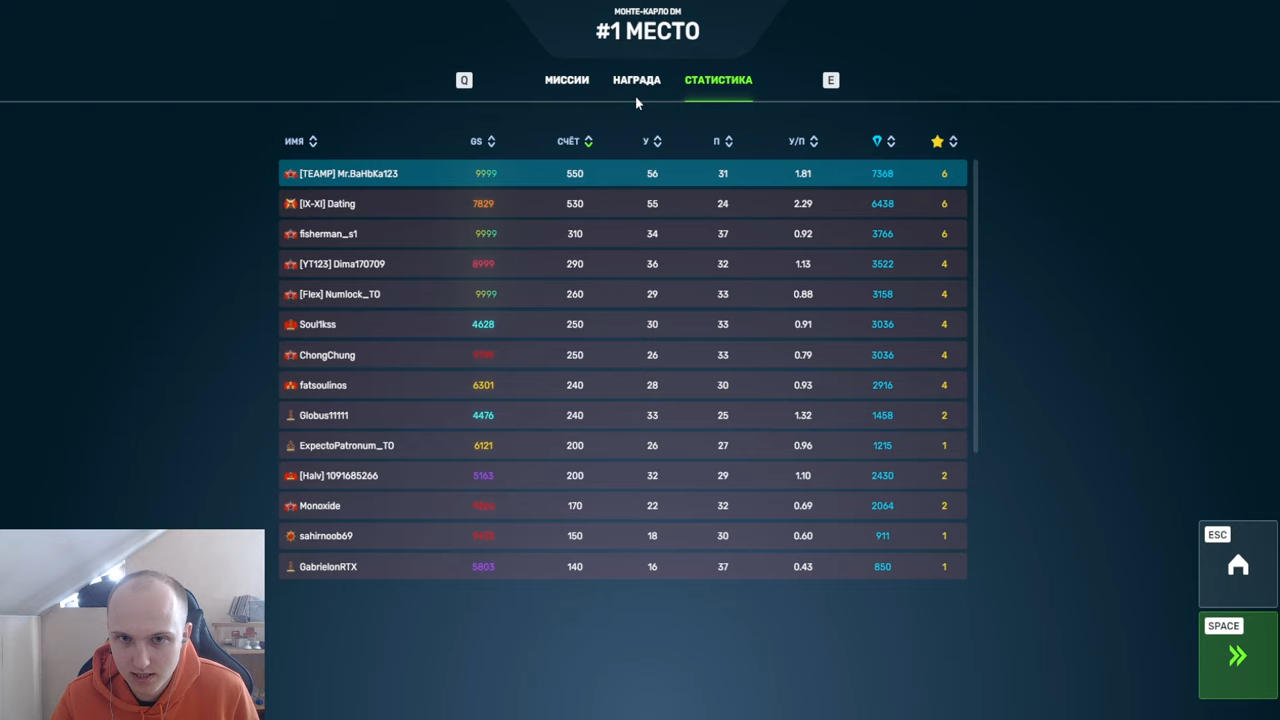 МОНТЕ-КАРЛО DM
#1 МЕСТО
Q МИССИИ НАГРАДА СТАТИСТИКА E
ИМЯ GS СЧЁТ У П У/П
[TEAMP] Mr.BaHbKa123 9999 550 56 31 1.81 7368 6
[IX-XI] Dating 7829 530 55 24 2.29 6438 6
fisherman_s1 9999 310 34 37 0.92 3766 6
[YT123] Dima170709 8999 290 36 32 1.13 3522 4
[Flex] Numlock_TO 9999 260 29 33 0.88 3158 4
Soul1kss 4628 250 30 33 0.91 3036 4
ChongChung 250 26 33 0.79 3036 4
fatsoulinos 6301 240 28 30 0.93 2916 4
Globus11111 4476 240 33 25 1.32 1458 2
ExpectoPatronum_TO 6121 200 26 27 0.96 1215 1
[Halv] 1091685266 5163 200 32 29 1.10 2430 2
Monoxide 170 22 32 0.69 2064 2
sahirnoob69 150 18 30 0.60 911 1
GabrielonRTX 5803 140 16 37 0.43 850 1
ESC
SPACE